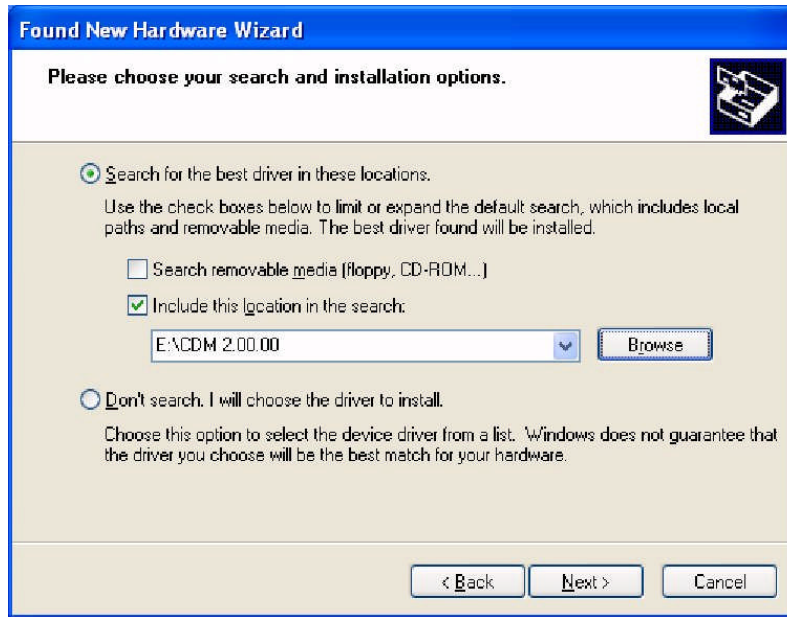 Found New Hardware Wizard
Please choose your search and installation options.
Search for the best driver in these locations.
Use the check boxes below to limit or expand the default search, which includes local
paths and removable media. The best driver found will be installed.
Search removable media (floppy, CD-ROM...)
Include this location in the search:
E:\CDM 2.00.00
Browse
Don't search. I will choose the driver to install.
Choose this option to select the device driver from a list. Windows does not guarantee that
the driver you choose will be the best match for your hardware.
< Back
Next >
Cancel